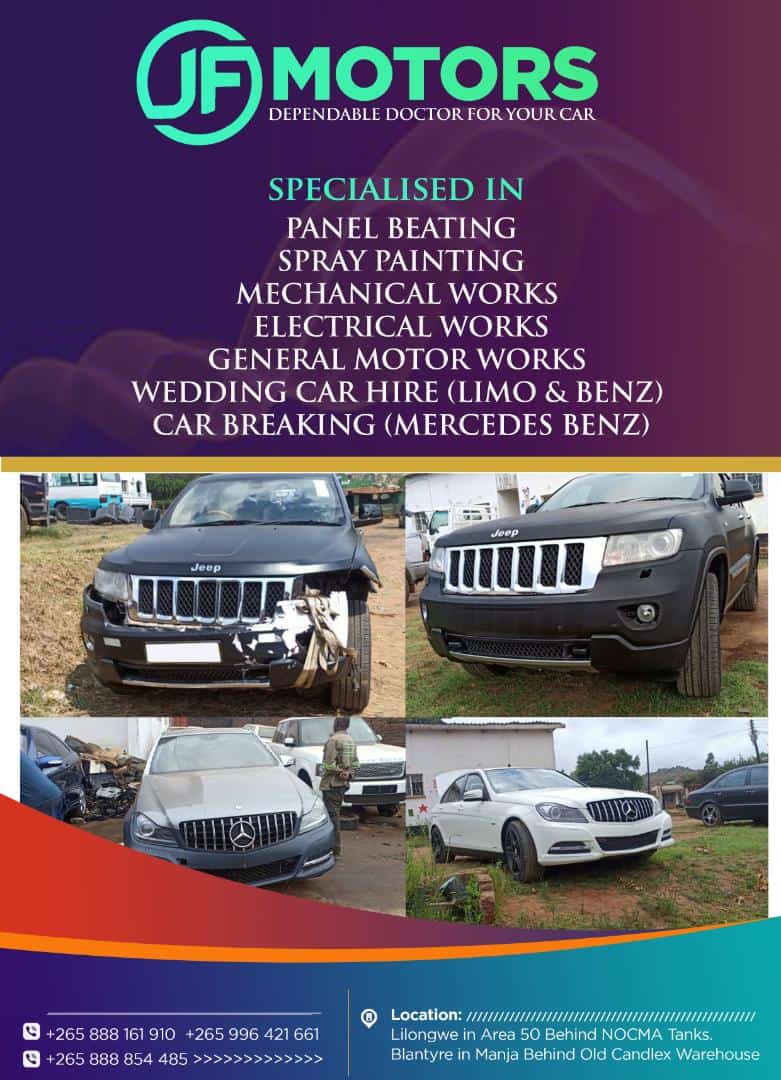 JF MOTORS
DEPENDABLE DOCTOR FOR YOUR CAR
SPECIALISED IN
PANEL BEATING
SPRAY PAINTING
MECHANICAL WORKS
ELECTRICAL WORKS
GENERAL MOTOR WORKS
WEDDING CAR HIRE (LIMO & BENZ)
CAR BREAKING (MERCEDES BENZ)
Jeep
Jeep
+265 888 161 910 +265 996 421 661
+265 888 854 485 >>>>>>>>>>>>>
Location: ////////////////////////////////////////////////
Lilongwe in Area 50 Behind NOCMA Tanks.
Blantyre in Manja Behind Old Candlex Warehouse